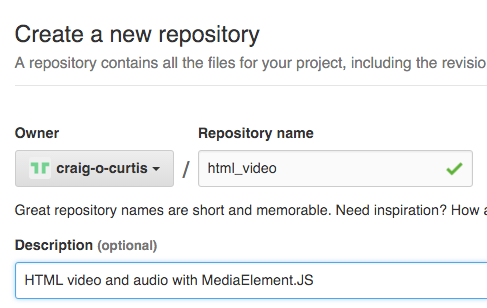 Create a new repository
A repository contains all the files for your project, including the revisio
Owner
Repository name
craig-o-curtis / html_video
Great repository names are short and memorable. Need inspiration? How a
Description (optional)
HTML video and audio with MediaElement.JS